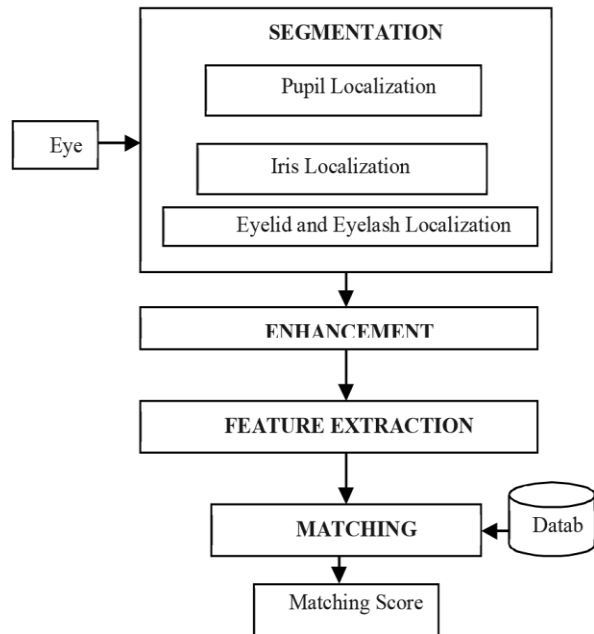 SEGMENTATION
Pupil Localization
Eye
Iris Localization
Eyelid and Eyelash Localization
ENHANCEMENT
FEATURE EXTRACTION
MATCHING
Datab
Matching Score